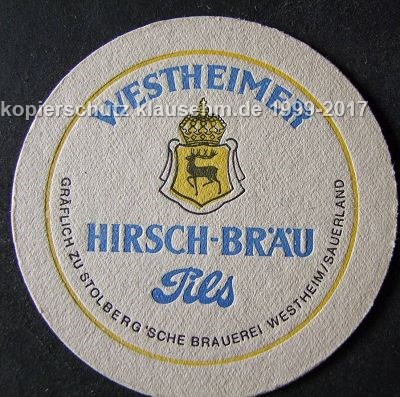 WESTHEIMER
kopierschutz klausehm.de 1999-2017
HIRSCH-BRÄU
Pils
GRÄFLICH ZU STOLBERG'SCHE BRAUEREI WESTHEIM/SAUERLAND